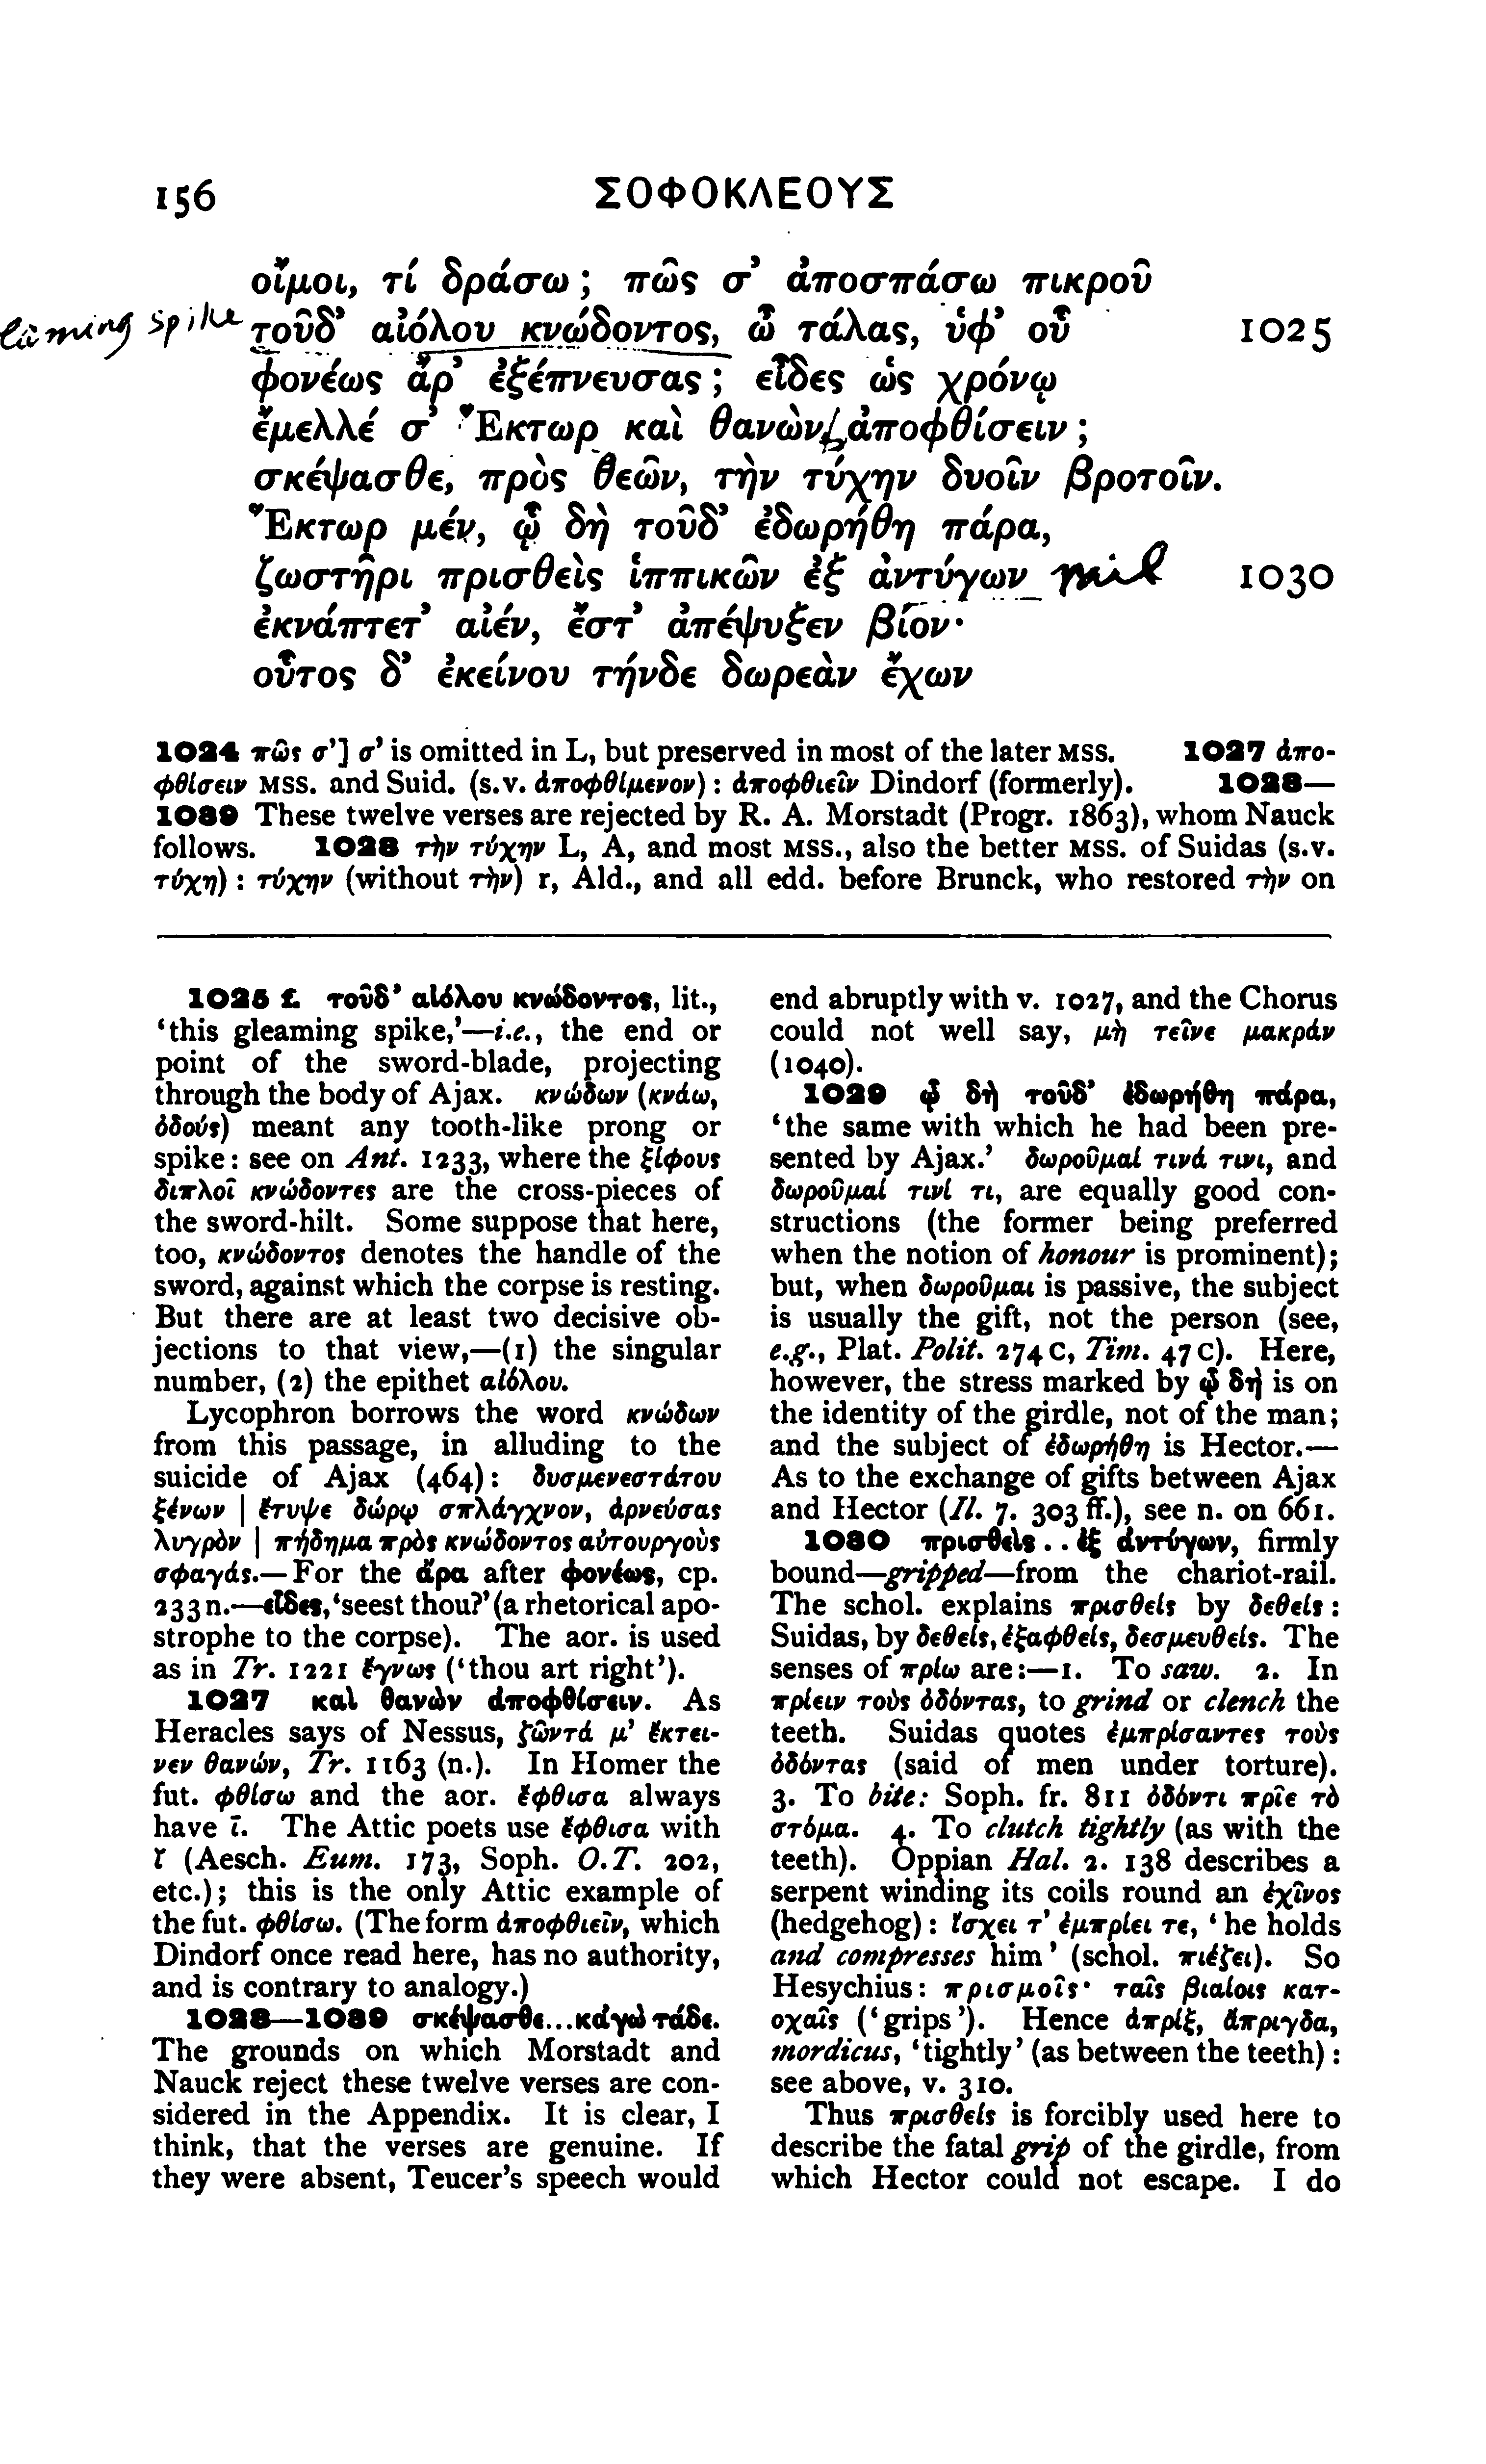 156 ΣΟΦΟΚΛΕΟΥΣ
οἴμοι, τί δράσω; πῶς σ’ ἀποσπάσω πικροῦ
spike τοῦδ’ αἰόλου κνώδοντος, ὦ τάλας, ὑφ’ οὗ 1025
φονέως ἄρ’ ἐξέπνευσας; εἶδες ὡς χρόνῳ
ἔμελλέ σ’ Ἕκτωρ καὶ θανὼν ἀποφθίσειν;
σκέψασθε, πρὸς θεῶν, τὴν τύχην δυοῖν βροτοῖν.
Ἕκτωρ μέν, ᾧ δὴ τοῦδ’ ἐδωρήθη πάρα,
ζωστῆρι πρισθεὶς ἱππικῶν ἐξ ἀντύγων 1030
ἐκνάπτετ’ αἰέν, ἔστ’ ἀπέψυξεν βίον·
οὗτος δ’ ἐκείνου τήνδε δωρεὰν ἔχων
1024 πῶς σ’] σ’ is omitted in L, but preserved in most of the later MSS. 1027 ἀπο-
φθίσειν MSS. and Suid. (s.v. ἀποφθίμενον): ἀποφθιεῖν Dindorf (formerly). 1028—
1039 These twelve verses are rejected by R. A. Morstadt (Progr. 1863), whom Nauck
follows. 1028 τὴν τύχην L, A, and most MSS., also the better MSS. of Suidas (s.v.
τύχη): τύχην (without τὴν) r, Ald., and all edd. before Brunck, who restored τὴν on
1025 f. τοῦδ’ αἰόλου κνώδοντος, lit.,
‘this gleaming spike,’—i.e., the end or
point of the sword-blade, projecting
through the body of Ajax. κνώδων (κνάω,
ὀδούς) meant any tooth-like prong or
spike: see on Ant. 1233, where the ξίφους
διπλοῖ κνώδοντες are the cross-pieces of
the sword-hilt. Some suppose that here,
too, κνώδοντος denotes the handle of the
sword, against which the corpse is resting.
But there are at least two decisive ob-
jections to that view,—(1) the singular
number, (2) the epithet αἰόλου.
Lycophron borrows the word κνώδων
from this passage, in alluding to the
suicide of Ajax (464): δυσμενεστάτου
ξένων | ἔτυψε δώρῳ σπλάγχνον, ἀρνεύσας
λυγρὸν | πήδημα πρὸς κνώδοντος αὐτουργοὺς
σφαγάς.—For the ἄρα after φονέως, cp.
233 n.—εἶδες, ‘seest thou?’ (a rhetorical apo-
strophe to the corpse). The aor. is used
as in Tr. 1221 ἔγνως (‘thou art right’).
1027 καὶ θανὼν ἀποφθίσειν. As
Heracles says of Nessus, ζῶντά μ’ ἔκτει-
νεν θανών, Tr. 1163 (n.). In Homer the
fut. φθίσω and the aor. ἔφθισα always
have ῑ. The Attic poets use ἔφθισα with
ῐ (Aesch. Eum. 173, Soph. O.T. 202,
etc.); this is the only Attic example of
the fut. φθίσω. (The form ἀποφθιεῖν, which
Dindorf once read here, has no authority,
and is contrary to analogy.)
1028—1039 σκέψασθε...κἀγὼ τάδε.
The grounds on which Morstadt and
Nauck reject these twelve verses are con-
sidered in the Appendix. It is clear, I
think, that the verses are genuine. If
they were absent, Teucer’s speech would
end abruptly with v. 1027, and the Chorus
could not well say, μὴ τεῖνε μακράν
(1040).
1029 ᾧ δὴ τοῦδ’ ἐδωρήθη πάρα,
‘the same with which he had been pre-
sented by Ajax.’ δωροῦμαί τινά τινι, and
δωροῦμαί τινί τι, are equally good con-
structions (the former being preferred
when the notion of honour is prominent);
but, when δωροῦμαι is passive, the subject
is usually the gift, not the person (see,
e.g., Plat. Polit. 274 C, Tim. 47 C). Here,
however, the stress marked by ᾧ δή is on
the identity of the girdle, not of the man;
and the subject of ἐδωρήθη is Hector.—
As to the exchange of gifts between Ajax
and Hector (Il. 7. 303 ff.), see n. on 661.
1030 πρισθεὶς..ἐξ ἀντύγων, firmly
bound—gripped—from the chariot-rail.
The schol. explains πρισθείς by δεθείς:
Suidas, by δεθείς, ἐξαφθείς, δεσμευθείς. The
senses of πρίω are:—1. To saw. 2. In
πρίειν τοὺς ὀδόντας, to grind or clench the
teeth. Suidas quotes ἐμπρίσαντες τοὺς
ὀδόντας (said of men under torture).
3. To bite: Soph. fr. 811 ὀδόντι πρῖε τὸ
στόμα. 4. To clutch tightly (as with the
teeth). Oppian Hal. 2. 138 describes a
serpent winding its coils round an ἐχῖνος
(hedgehog): ἴσχει τ’ ἐμπρίει τε, ‘he holds
and compresses him’ (schol. πιέζει). So
Hesychius: πρισμοῖς· ταῖς βιαίοις κατ-
οχαῖς (‘grips’). Hence ἀπρίξ, ἄπριγδα,
mordicus, ‘tightly’ (as between the teeth):
see above, v. 310.
Thus πρισθείς is forcibly used here to
describe the fatal grip of the girdle, from
which Hector could not escape. I do